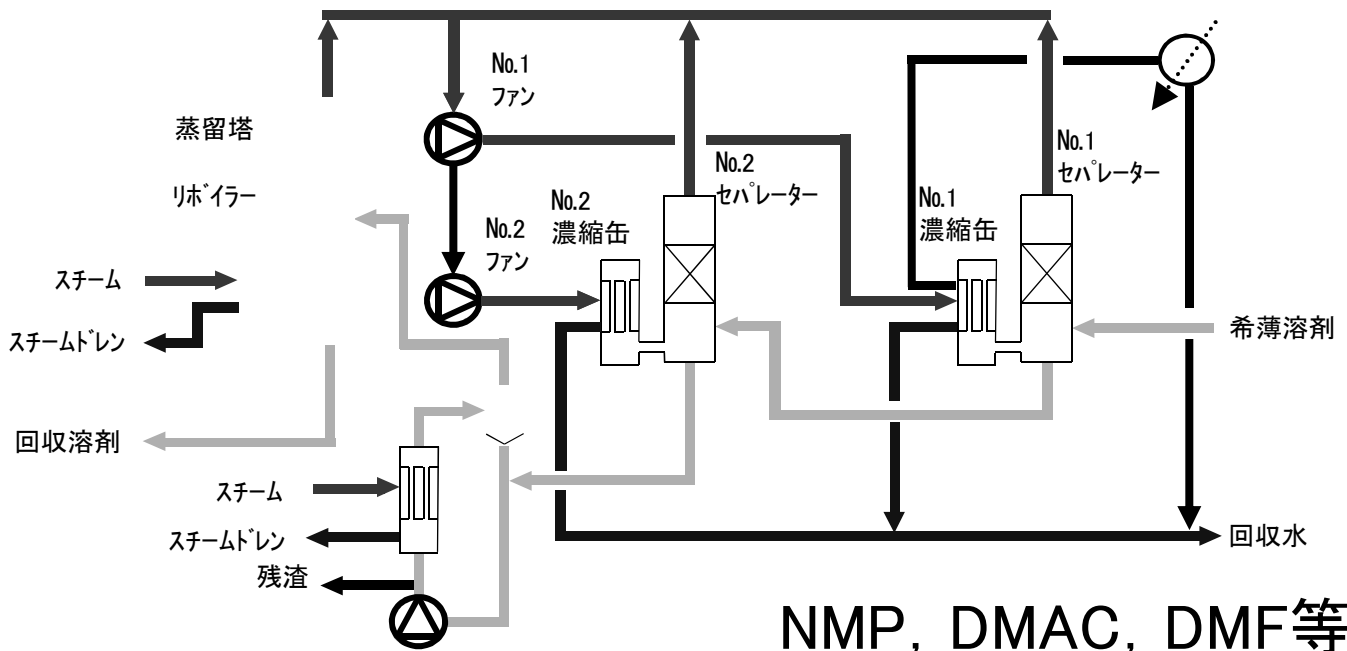 No.1
ファン
蒸留塔
リボイラー
No.2
セパレーター
No.1
セパレーター
No.2
濃縮缶
No.1
濃縮缶
No.2
ファン
スチーム
スチームドレン
希薄溶剤
回収溶剤
スチーム
スチームドレン
残渣
回収水
NMP, DMAC, DMF等